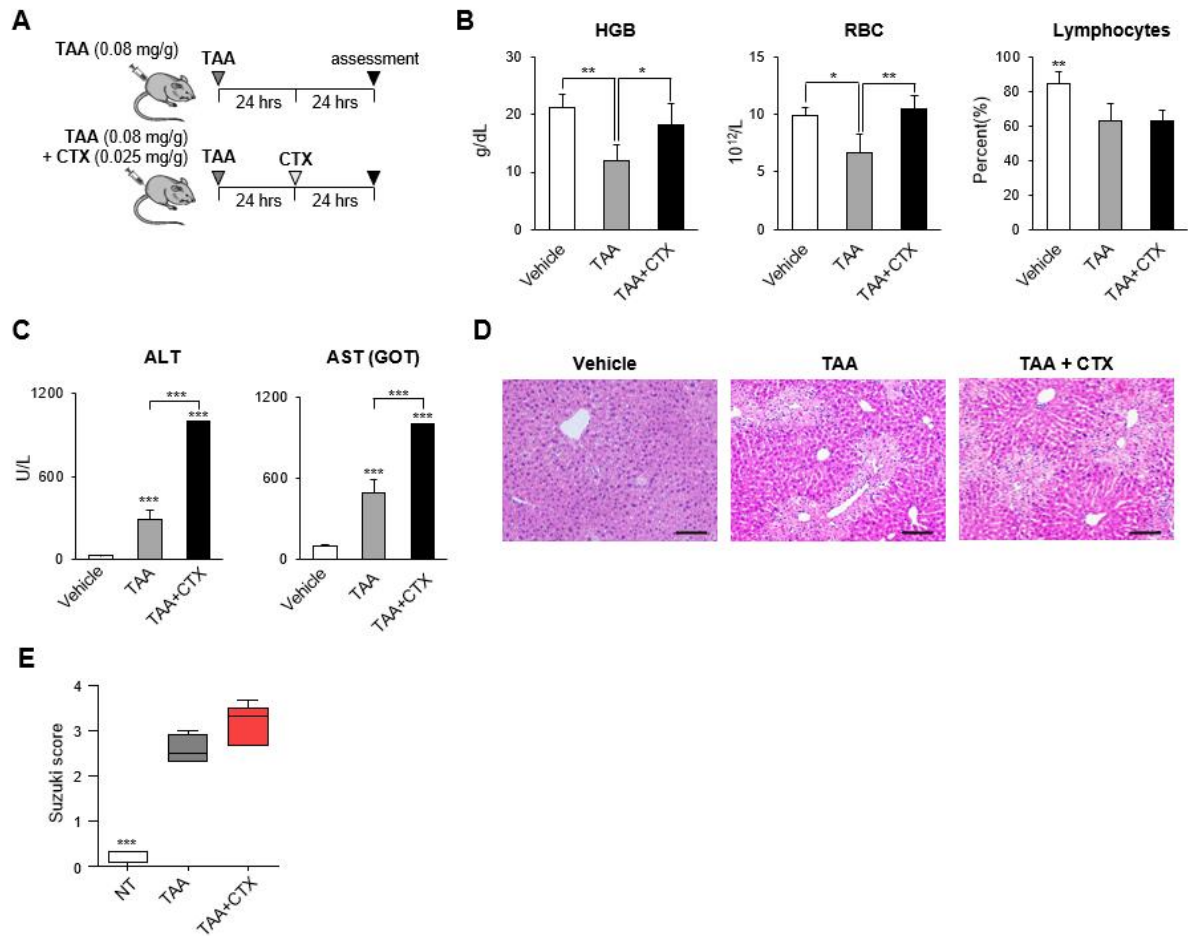 A
TAA (0.08 mg/g)
TAA
assessment
24 hrs
24 hrs
TAA (0.08 mg/g)
+ CTX (0.025 mg/g)
TAA
CTX
24 hrs
24 hrs
B
HGB
g/dL
30
20
10
0
**
*
Vehicle
TAA
TAA+CTX
RBC
10¹²/L
15
10
5
0
*
**
Vehicle
TAA
TAA+CTX
Lymphocytes
Percent(%)
100
80
60
40
20
0
**
Vehicle
TAA
TAA+CTX
C
ALT
U/L
1200
600
0
***
***
***
Vehicle
TAA
TAA+CTX
AST (GOT)
1200
600
0
***
***
***
Vehicle
TAA
TAA+CTX
D
Vehicle
TAA
TAA + CTX
E
Suzuki score
4
3
2
1
0
***
NT
TAA
TAA+CTX